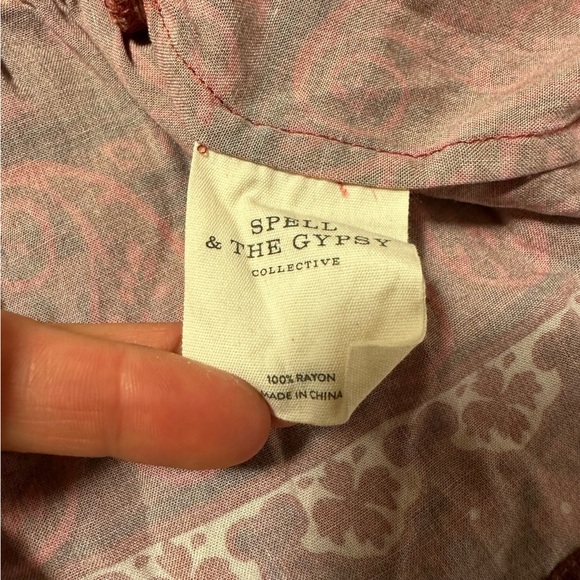 SPELL
& THE GYPSY
COLLECTIVE
100% RAYON
MADE IN CHINA